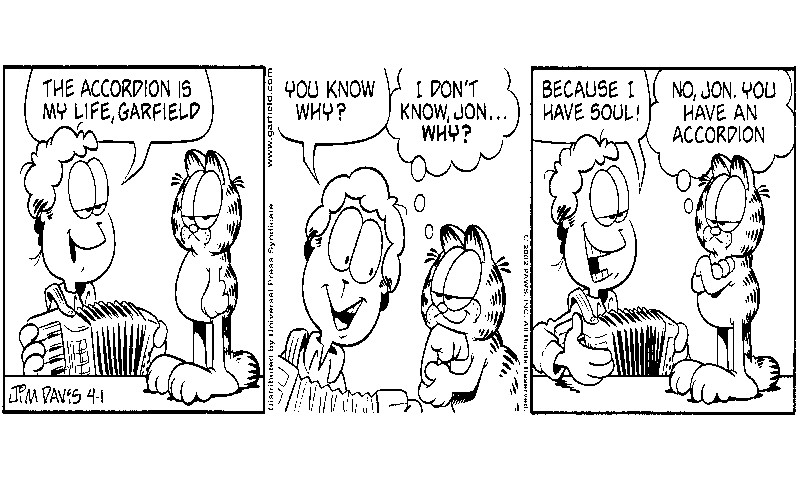 THE ACCORDION IS
MY LIFE, GARFIELD
JIM DAVIS 4-1
www.garfield.com
Distributed by Universal Press Syndicate
YOU KNOW
WHY?
I DON'T
KNOW, JON...
WHY?
© 2002 PAWS, INC. All Rights Reserved.
BECAUSE I
HAVE SOUL!
NO, JON. YOU
HAVE AN
ACCORDION